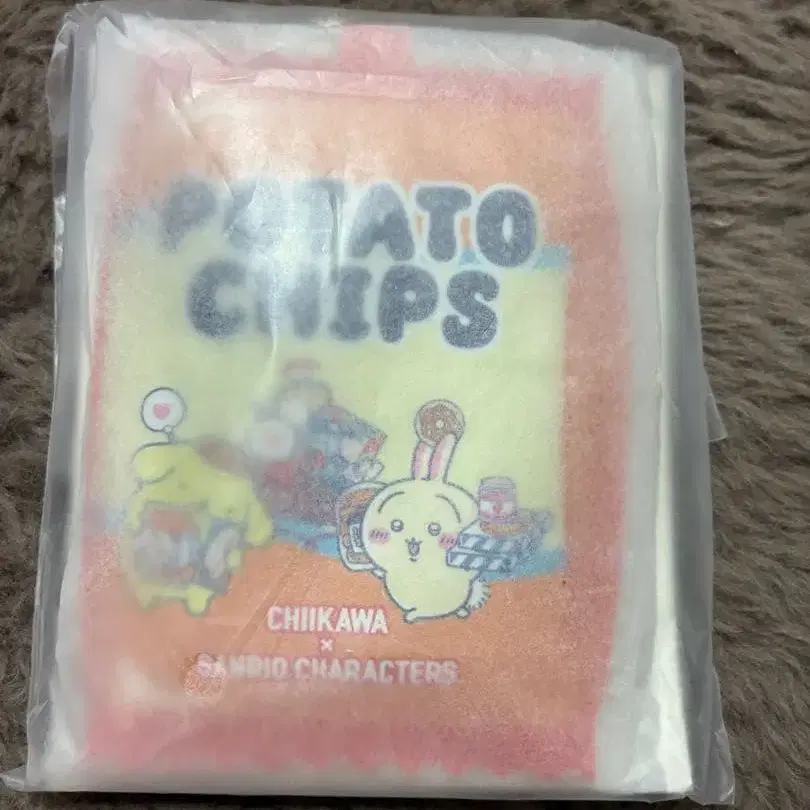 POTATO
CHIPS
CHIIKAWA
×
SANRIO CHARACTERS